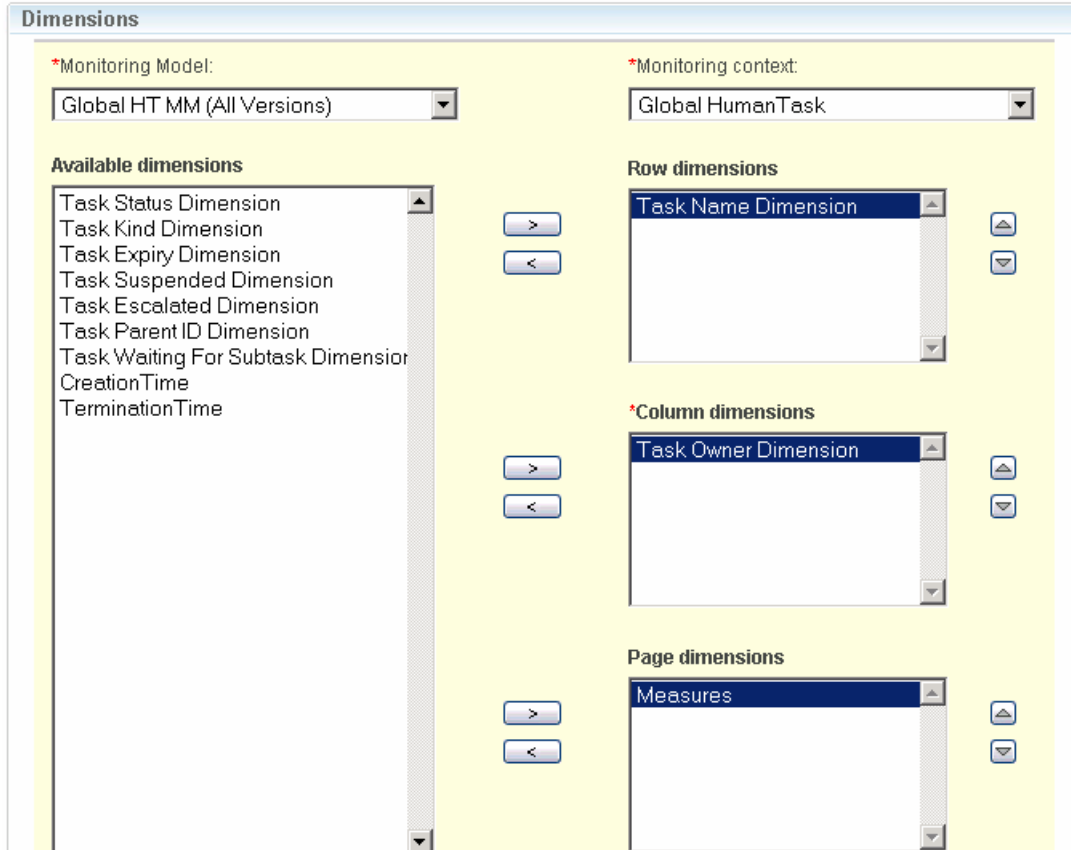 Dimensions
*Monitoring Model:
Global HT MM (All Versions)
*Monitoring context:
Global HumanTask
Available dimensions
Task Status Dimension
Task Kind Dimension
Task Expiry Dimension
Task Suspended Dimension
Task Escalated Dimension
Task Parent ID Dimension
Task Waiting For Subtask Dimension
CreationTime
TerminationTime
>
<
Row dimensions
Task Name Dimension
>
<
*Column dimensions
Task Owner Dimension
>
<
Page dimensions
Measures